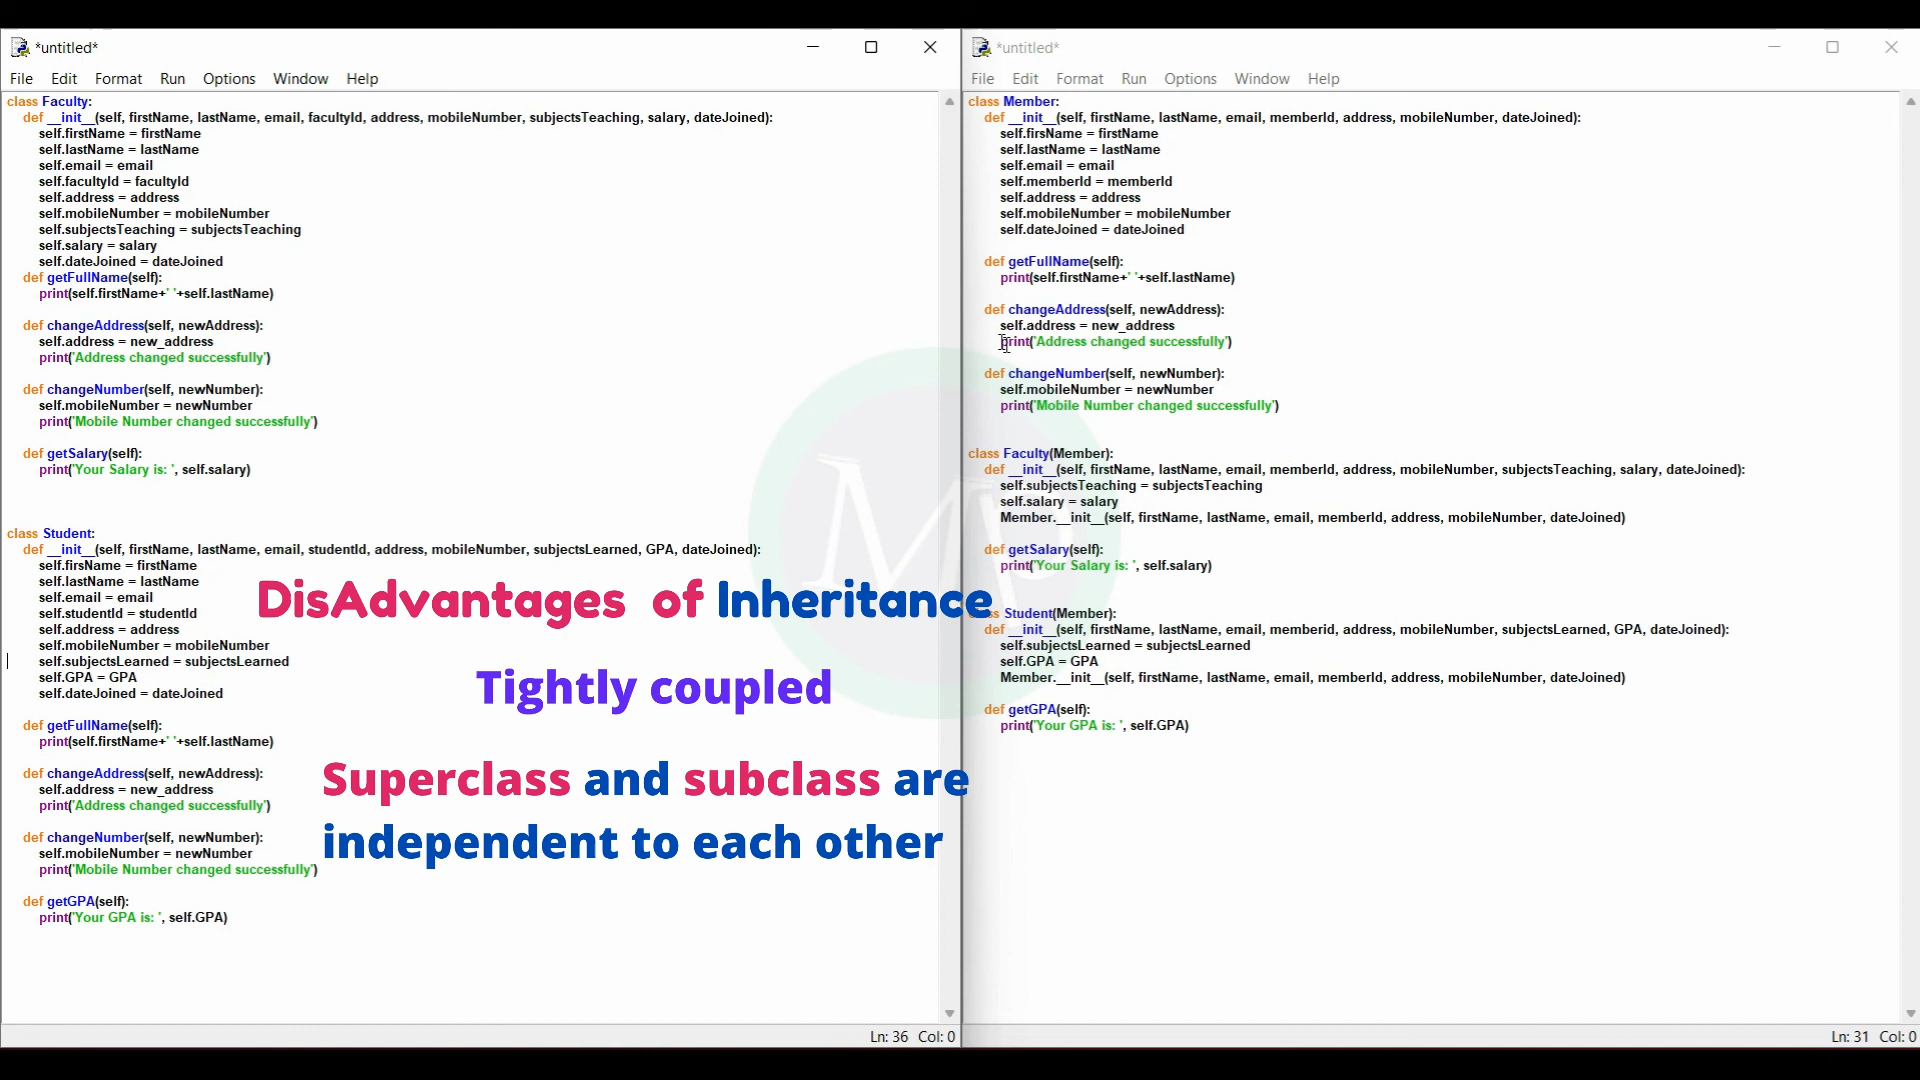 *untitled*
File Edit Format Run Options Window Help
class Faculty:
def __init__(self, firstName, lastName, email, facultyId, address, mobileNumber, subjectsTeaching, salary, dateJoined):
self.firstName = firstName
self.lastName = lastName
self.email = email
self.facultyId = facultyId
self.address = address
self.mobileNumber = mobileNumber
self.subjectsTeaching = subjectsTeaching
self.salary = salary
self.dateJoined = dateJoined
def getFullName(self):
print(self.firstName+' '+self.lastName)
def changeAddress(self, newAddress):
self.address = new_address
print('Address changed successfully')
def changeNumber(self, newNumber):
self.mobileNumber = newNumber
print('Mobile Number changed successfully')
def getSalary(self):
print('Your Salary is: ', self.salary)
class Student:
def __init__(self, firstName, lastName, email, studentId, address, mobileNumber, subjectsLearned, GPA, dateJoined):
self.firsName = firstName
self.lastName = lastName
self.email = email
self.studentId = studentId
self.address = address
self.mobileNumber = mobileNumber
self.subjectsLearned = subjectsLearned
self.GPA = GPA
self.dateJoined = dateJoined
def getFullName(self):
print(self.firstName+' '+self.lastName)
def changeAddress(self, newAddress):
self.address = new_address
print('Address changed successfully')
def changeNumber(self, newNumber):
self.mobileNumber = newNumber
print('Mobile Number changed successfully')
def getGPA(self):
print('Your GPA is: ', self.GPA)
Ln: 36 Col: 0
DisAdvantages of Inheritance
Tightly coupled
Superclass and subclass are
independent to each other
Mp
*untitled*
File Edit Format Run Options Window Help
class Member:
def __init__(self, firstName, lastName, email, memberId, address, mobileNumber, dateJoined):
self.firsName = firstName
self.lastName = lastName
self.email = email
self.memberId = memberId
self.address = address
self.mobileNumber = mobileNumber
self.dateJoined = dateJoined
def getFullName(self):
print(self.firstName+' '+self.lastName)
def changeAddress(self, newAddress):
self.address = new_address
print('Address changed successfully')
def changeNumber(self, newNumber):
self.mobileNumber = newNumber
print('Mobile Number changed successfully')
class Faculty(Member):
def __init__(self, firstName, lastName, email, memberId, address, mobileNumber, subjectsTeaching, salary, dateJoined):
self.subjectsTeaching = subjectsTeaching
self.salary = salary
Member.__init__(self, firstName, lastName, email, memberId, address, mobileNumber, dateJoined)
def getSalary(self):
print('Your Salary is: ', self.salary)
Student(Member):
def __init__(self, firstName, lastName, email, memberid, address, mobileNumber, subjectsLearned, GPA, dateJoined):
self.subjectsLearned = subjectsLearned
self.GPA = GPA
Member.__init__(self, firstName, lastName, email, memberId, address, mobileNumber, dateJoined)
def getGPA(self):
print('Your GPA is: ', self.GPA)
Ln: 31 Col: 0